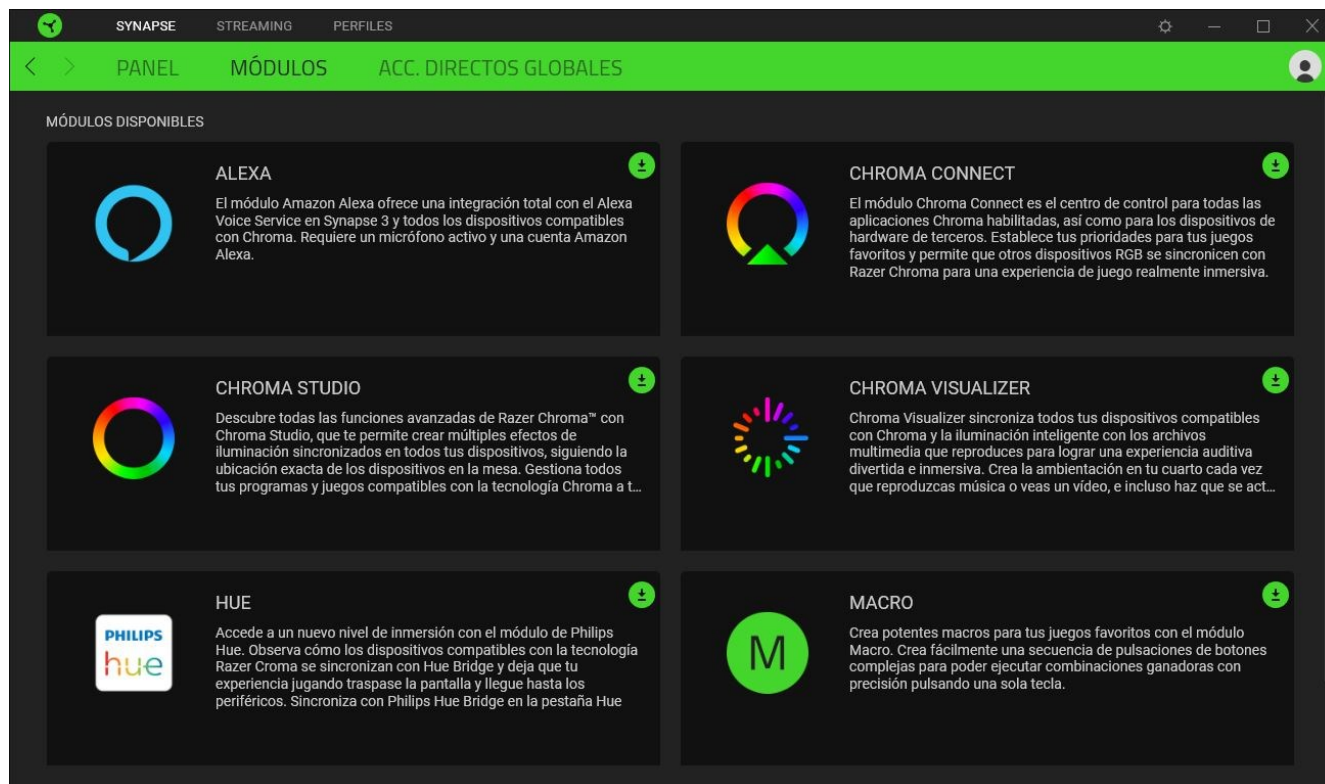 SYNAPSE STREAMING PERFILES
PANEL MÓDULOS ACC. DIRECTOS GLOBALES
MÓDULOS DISPONIBLES
ALEXA
El módulo Amazon Alexa ofrece una integración total con el Alexa
Voice Service en Synapse 3 y todos los dispositivos compatibles
con Chroma. Requiere un micrófono activo y una cuenta Amazon
Alexa.
CHROMA CONNECT
El módulo Chroma Connect es el centro de control para todas las
aplicaciones Chroma habilitadas, así como para los dispositivos de
hardware de terceros. Establece tus prioridades para tus juegos
favoritos y permite que otros dispositivos RGB se sincronicen con
Razer Chroma para una experiencia de juego realmente inmersiva.
CHROMA STUDIO
Descubre todas las funciones avanzadas de Razer Chroma™ con
Chroma Studio, que te permite crear múltiples efectos de
iluminación sincronizados en todos tus dispositivos, siguiendo la
ubicación exacta de los dispositivos en la mesa. Gestiona todos
tus programas y juegos compatibles con la tecnología Chroma a t...
CHROMA VISUALIZER
Chroma Visualizer sincroniza todos tus dispositivos compatibles
con Chroma y la iluminación inteligente con los archivos
multimedia que reproduces para lograr una experiencia auditiva
divertida e inmersiva. Crea la ambientación en tu cuarto cada vez
que reproduzcas música o veas un vídeo, e incluso haz que se act...
PHILIPS
hue
HUE
Accede a un nuevo nivel de inmersión con el módulo de Philips
Hue. Observa cómo los dispositivos compatibles con la tecnología
Razer Croma se sincronizan con Hue Bridge y deja que tu
experiencia jugando traspase la pantalla y llegue hasta los
periféricos. Sincroniza con Philips Hue Bridge en la pestaña Hue
M
MACRO
Crea potentes macros para tus juegos favoritos con el módulo
Macro. Crea fácilmente una secuencia de pulsaciones de botones
complejas para poder ejecutar combinaciones ganadoras con
precisión pulsando una sola tecla.